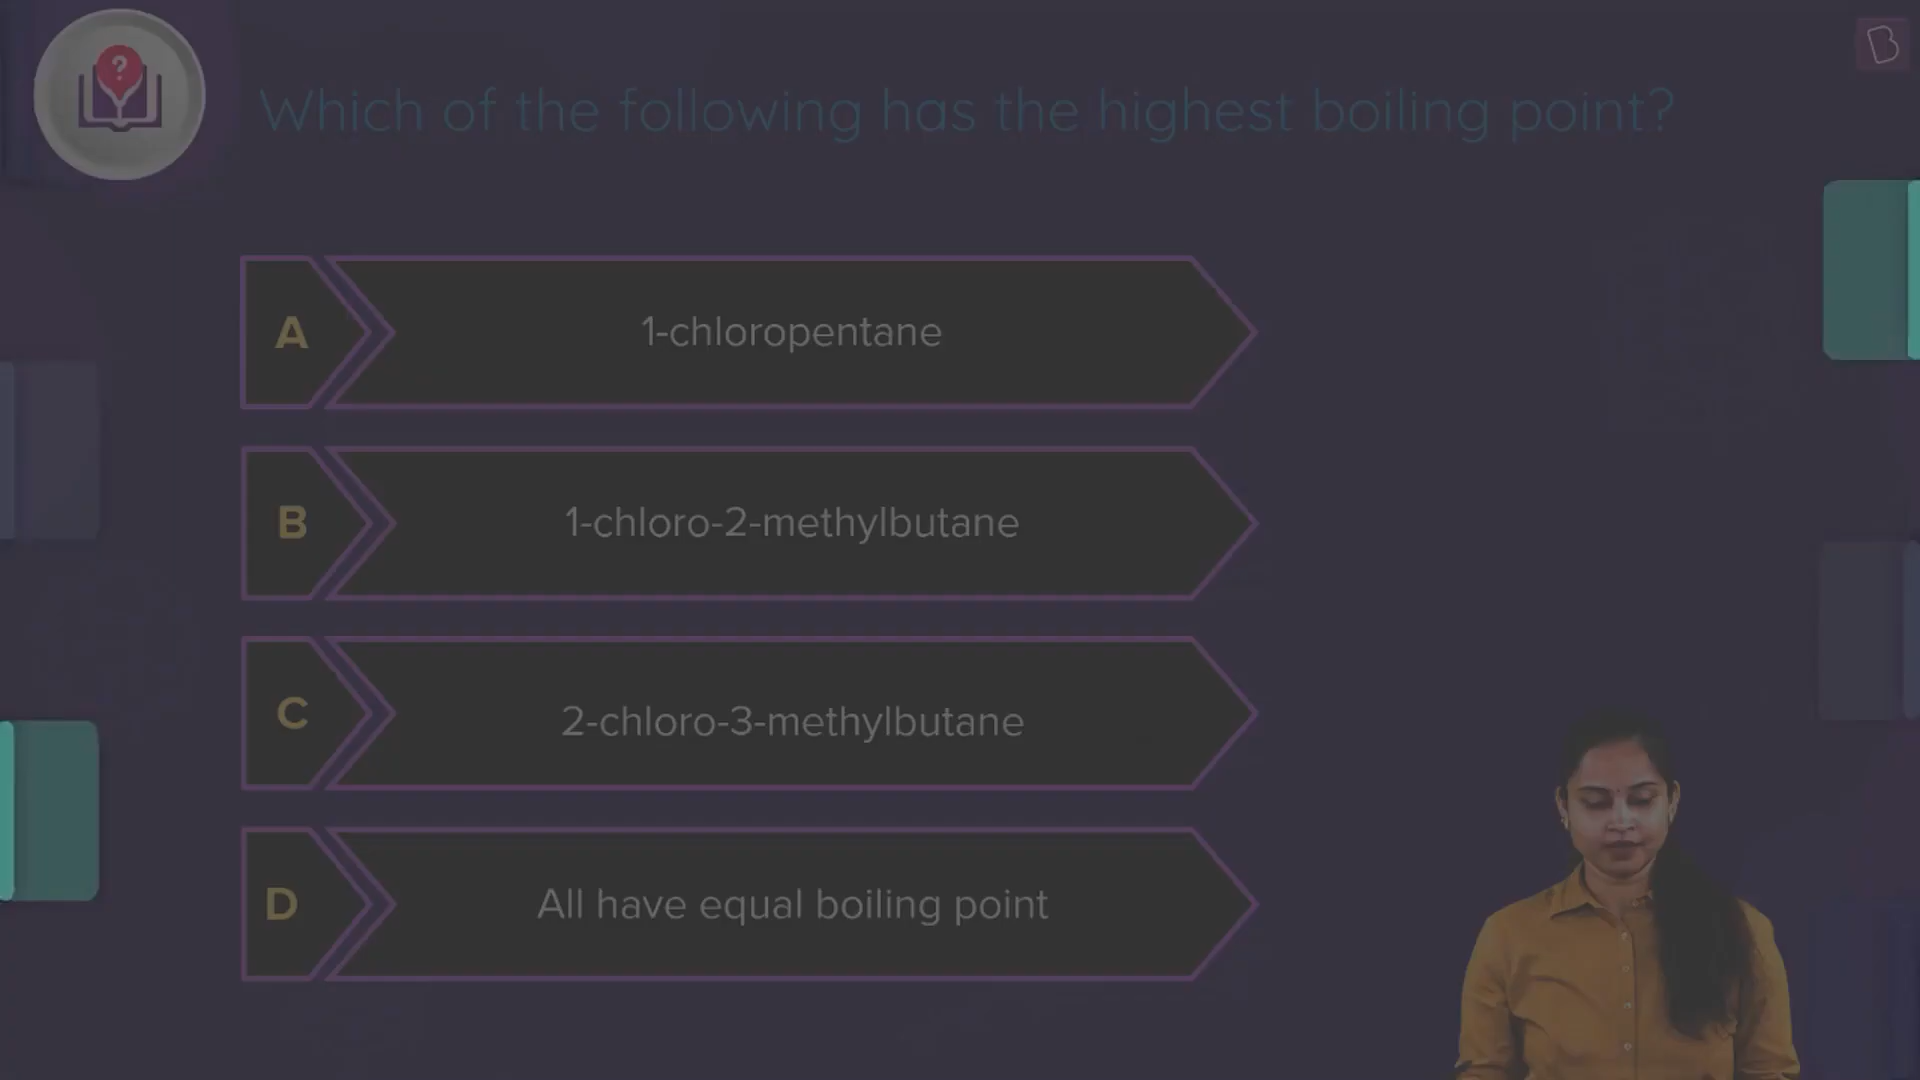 ?
Which of the following has the highest boiling point?
B
A
1-chloropentane
B
1-chloro-2-methylbutane
C
2-chloro-3-methylbutane
D
All have equal boiling point